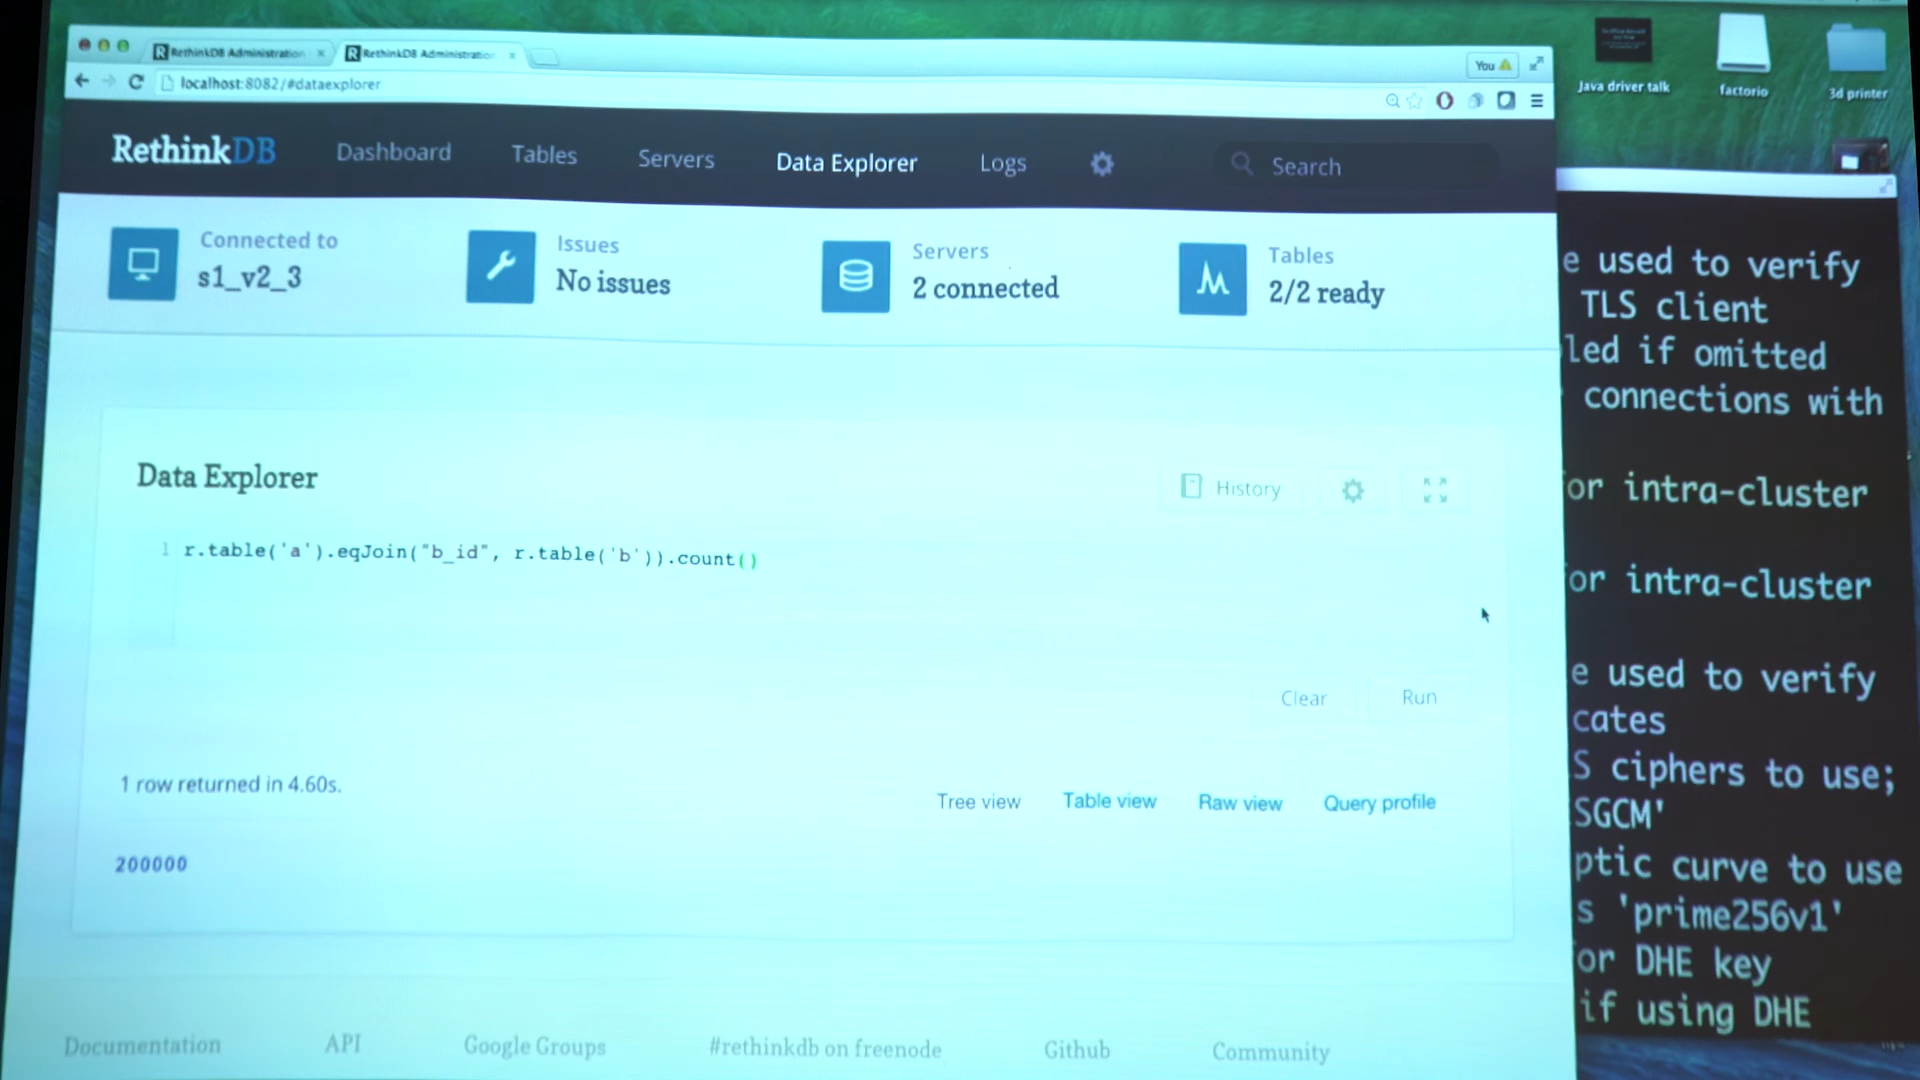 RethinkDB Administration
RethinkDB Administration
You
localhost:8082/#dataexplorer
RethinkDB
Dashboard
Tables
Servers
Data Explorer
Logs
Search
Connected to
s1_v2_3
Issues
No issues
Servers
2 connected
Tables
2/2 ready
Data Explorer
History
1 r.table('a').eqJoin("b_id", r.table('b')).count()
Clear
Run
1 row returned in 4.60s.
Tree view
Table view
Raw view
Query profile
200000
Documentation
API
Google Groups
#rethinkdb on freenode
Github
Community
Java driver talk
factorio
3d printer
e used to verify
TLS client
led if omitted
connections with
or intra-cluster
or intra-cluster
e used to verify
cates
S ciphers to use;
SGCM'
ptic curve to use
s 'prime256v1'
or DHE key
if using DHE